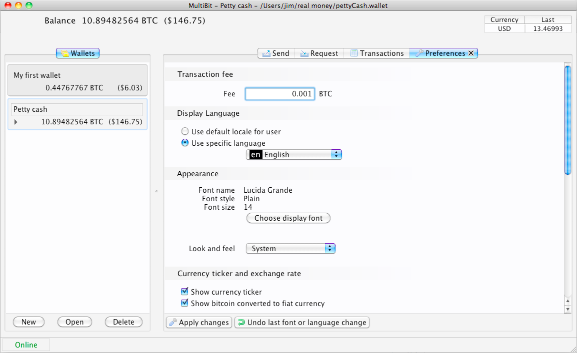 MultiBit - Petty cash - /Users/jim/real money/pettyCash.wallet
Balance 10.89482564 BTC ($146.75)
Currency Last
USD 13.46993
Wallets
My first wallet
0.44767767 BTC ($6.03)
Petty cash
10.89482564 BTC ($146.75)
New Open Delete
Send Request Transactions Preferences ×
Transaction fee
Fee 0.001 BTC
Display Language
Use default locale for user
Use specific language
en English
Appearance
Font name Lucida Grande
Font style Plain
Font size 14
Choose display font
Look and feel System
Currency ticker and exchange rate
Show currency ticker
Show bitcoin converted to fiat currency
Apply changes Undo last font or language change
Online